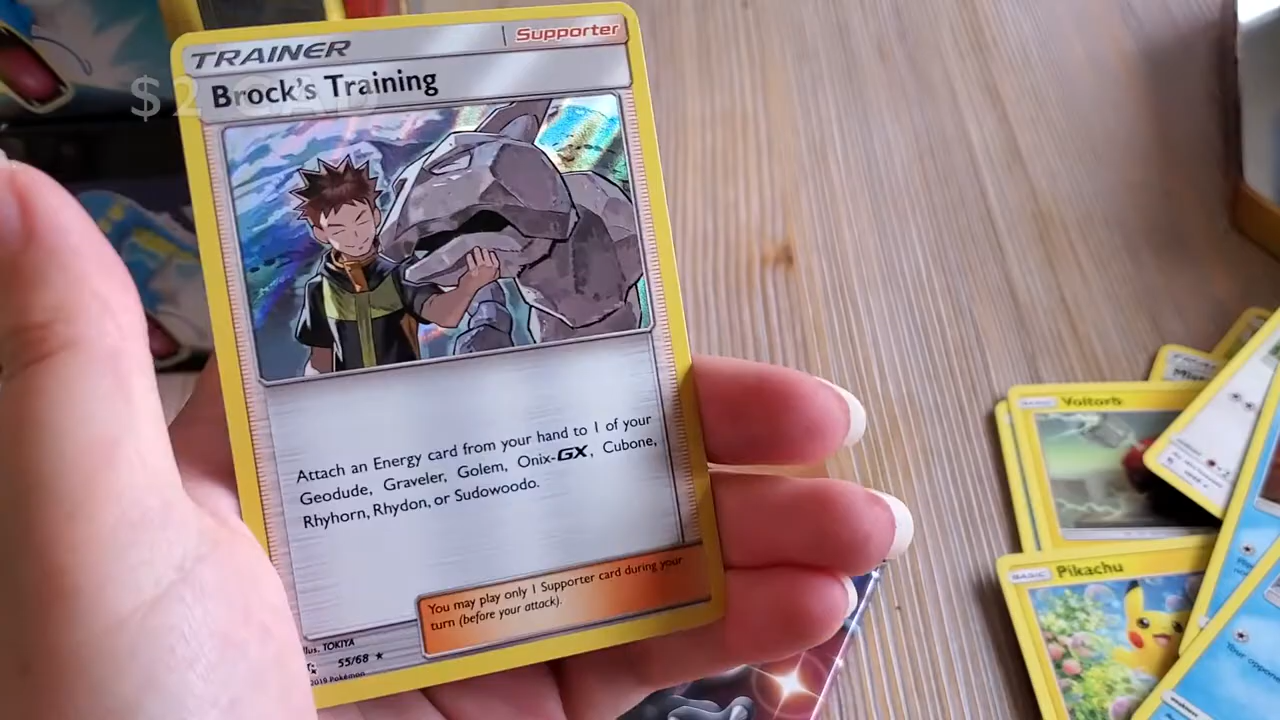 TRAINER
Supporter
Brock's Training
Attach an Energy card from your hand to 1 of your
Geodude, Graveler, Golem, Onix-GX, Cubone,
Rhyhorn, Rhydon, or Sudowoodo.
You may play only 1 Supporter card during your
turn (before your attack).
TOKIYA
55/68 ★
2019 Pokémon
BASIC Voltorb
BASIC Pikachu